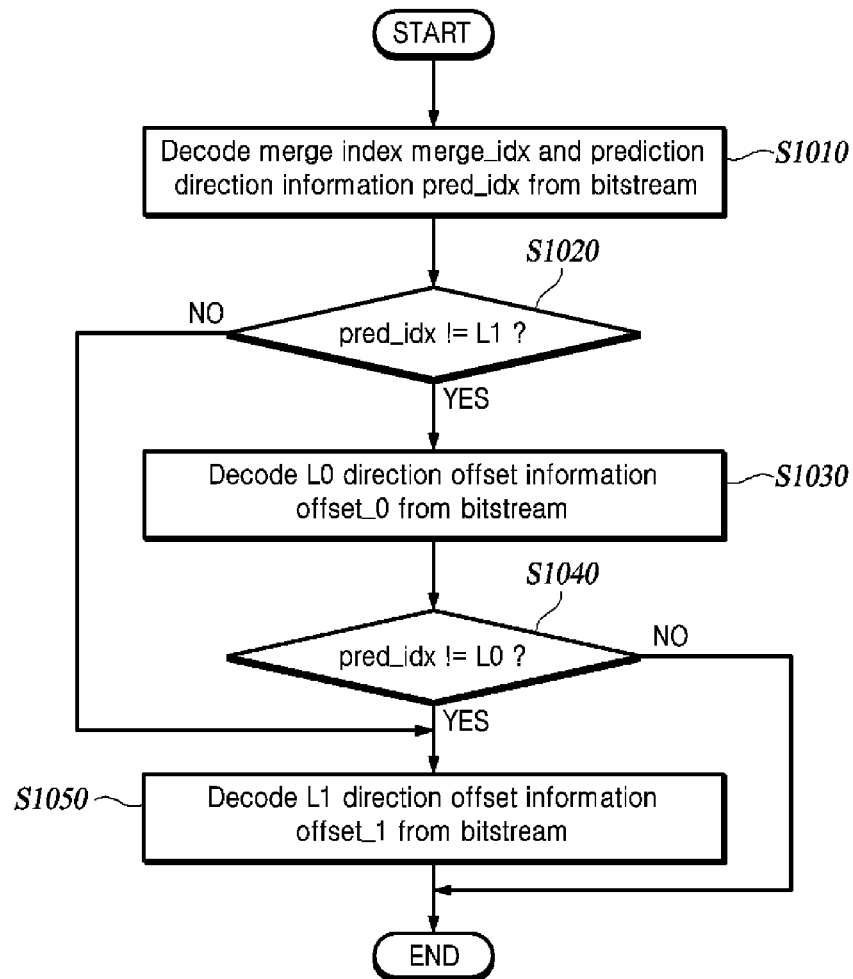 START
Decode merge index merge_idx and prediction
direction information pred_idx from bitstream
S1010
S1020
NO
pred_idx != L1 ?
YES
Decode L0 direction offset information
offset_0 from bitstream
S1030
S1040
NO
pred_idx != L0 ?
YES
S1050
Decode L1 direction offset information
offset_1 from bitstream
END